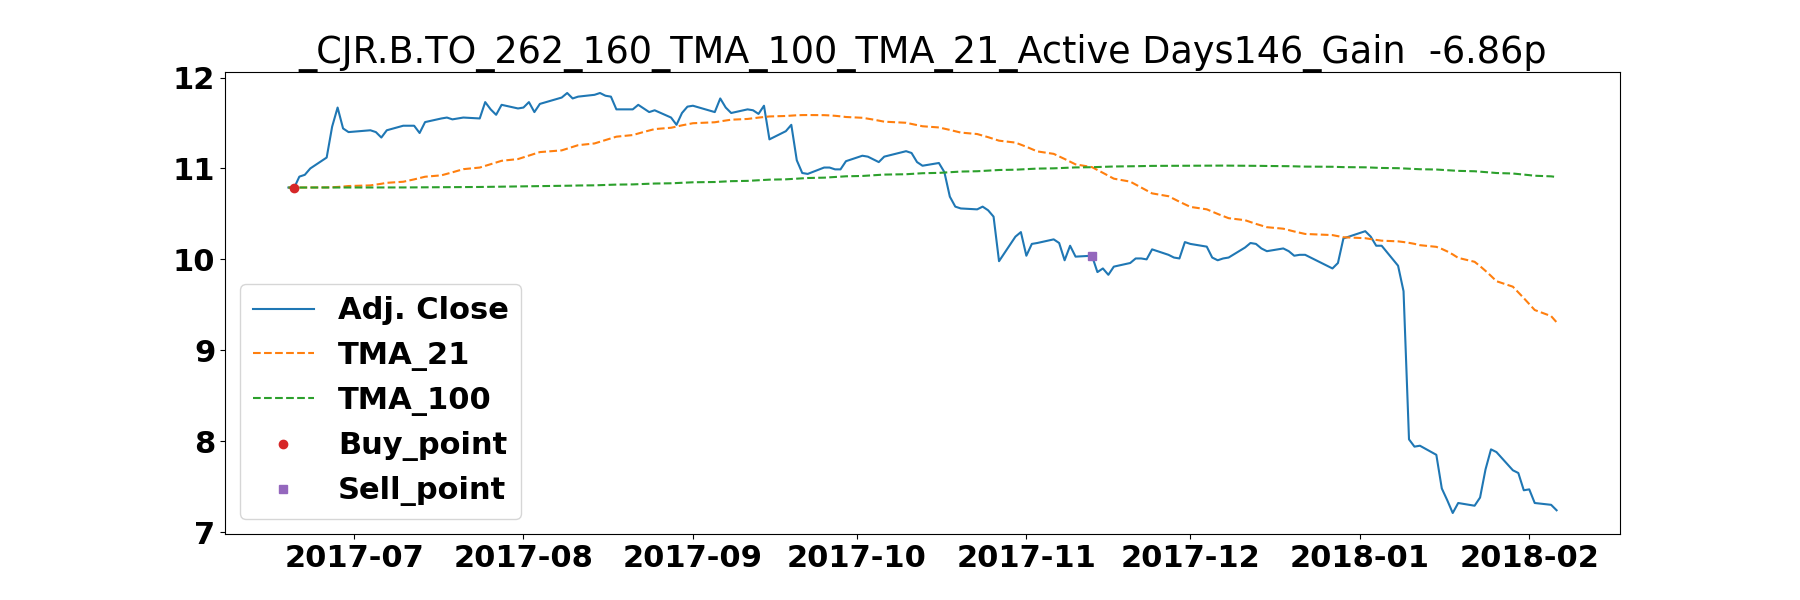 _CJR.B.TO_262_160_TMA_100_TMA_21_Active Days146_Gain  -6.86p
12
11
10
9
8
7
Adj. Close
TMA_21
TMA_100
Buy_point
Sell_point
2017-07 2017-08 2017-09 2017-10 2017-11 2017-12 2018-01 2018-02